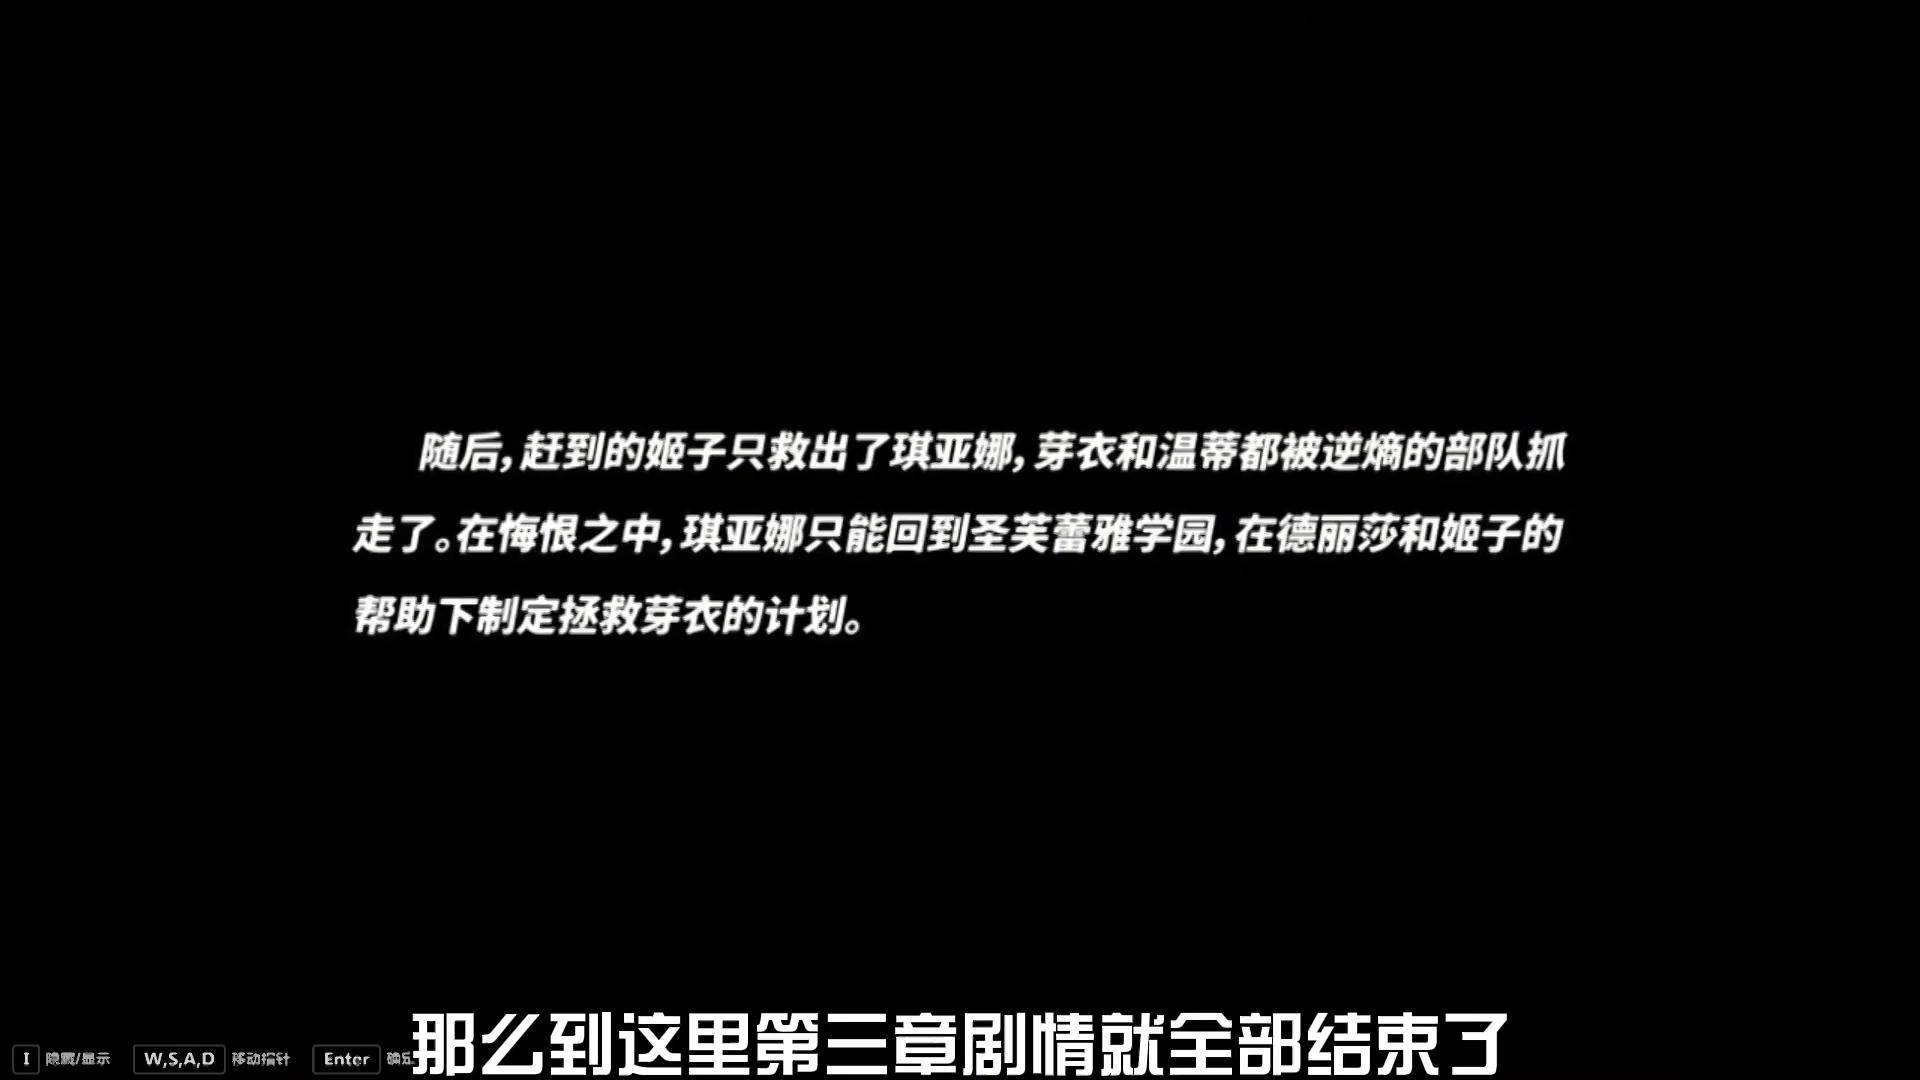 随后，赶到的姬子只救出了琪亚娜，芽衣和温蒂都被逆熵的部队抓
走了。在悔恨之中，琪亚娜只能回到圣芙蕾雅学园，在德丽莎和姬子的
帮助下制定拯救芽衣的计划。
I 隐藏/显示 W,S,A,D 移动指针 Enter 确定
那么到这里第三章剧情就全部结束了